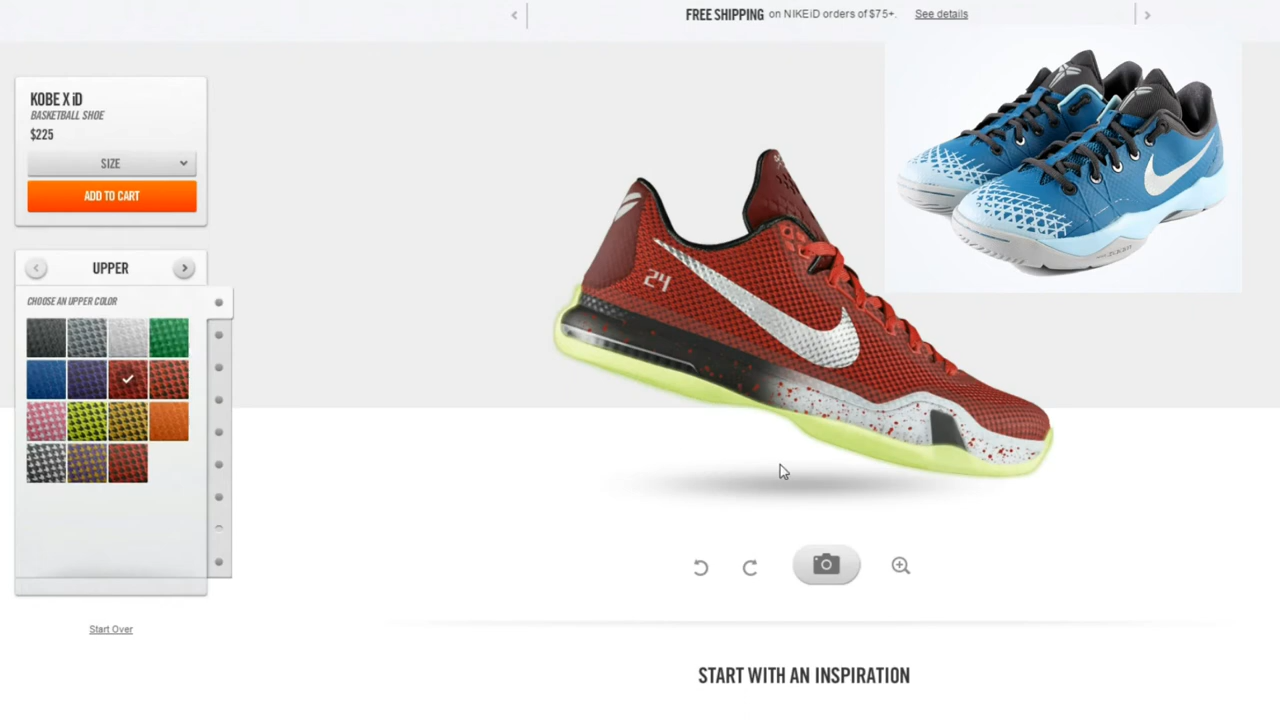 FREE SHIPPING on NIKEiD orders of $75+. See details
KOBE X iD
BASKETBALL SHOE
$225
SIZE
ADD TO CART
UPPER
CHOOSE AN UPPER COLOR
24
Start Over
START WITH AN INSPIRATION